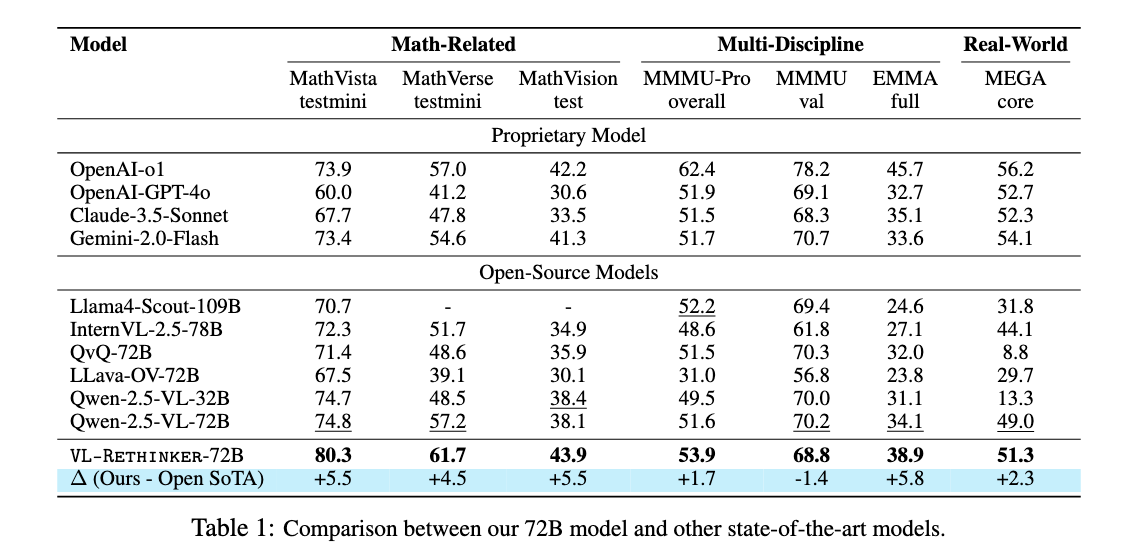 Model Math-Related Multi-Discipline Real-World
MathVista MathVerse MathVision MMMU-Pro MMMU EMMA MEGA
testmini testmini test overall val full core
Proprietary Model
OpenAI-o1 73.9 57.0 42.2 62.4 78.2 45.7 56.2
OpenAI-GPT-4o 60.0 41.2 30.6 51.9 69.1 32.7 52.7
Claude-3.5-Sonnet 67.7 47.8 33.5 51.5 68.3 35.1 52.3
Gemini-2.0-Flash 73.4 54.6 41.3 51.7 70.7 33.6 54.1
Open-Source Models
Llama4-Scout-109B 70.7 - - 52.2 69.4 24.6 31.8
InternVL-2.5-78B 72.3 51.7 34.9 48.6 61.8 27.1 44.1
QvQ-72B 71.4 48.6 35.9 51.5 70.3 32.0 8.8
LLava-OV-72B 67.5 39.1 30.1 31.0 56.8 23.8 29.7
Qwen-2.5-VL-32B 74.7 48.5 38.4 49.5 70.0 31.1 13.3
Qwen-2.5-VL-72B 74.8 57.2 38.1 51.6 70.2 34.1 49.0
VL-RETHINKER-72B 80.3 61.7 43.9 53.9 68.8 38.9 51.3
Δ (Ours - Open SoTA) +5.5 +4.5 +5.5 +1.7 -1.4 +5.8 +2.3
Table 1: Comparison between our 72B model and other state-of-the-art models.